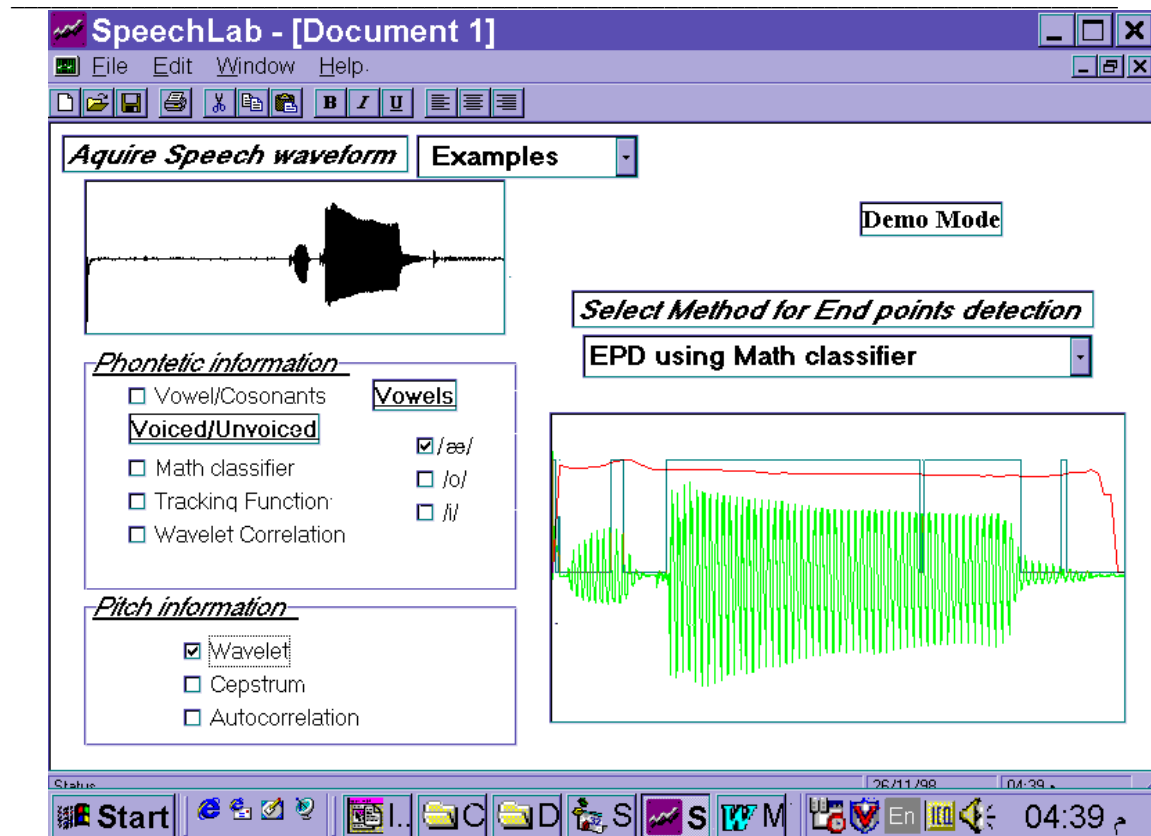 SpeechLab - [Document 1]
File Edit Window Help
B I U
Aquire Speech waveform Examples
Demo Mode
Select Method for End points detection
EPD using Math classifier
Phontetic information
Vowel/Cosonants Vowels
Voiced/Unvoiced
/æ/
Math classifier
/o/
Tracking Function
/i/
Wavelet Correlation
Pitch information
Wavelet
Cepstrum
Autocorrelation
Status 26/11/98 04:39
Start I.. C D S S M En 04:39 م